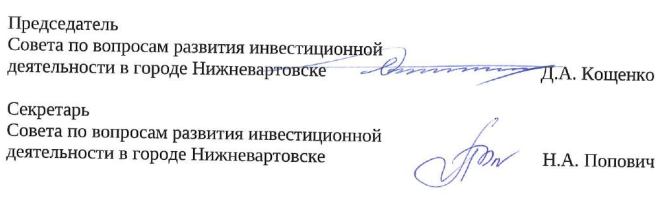 Председатель
Совета по вопросам развития инвестиционной
деятельности в городе Нижневартовске Д.А. Кощенко
Секретарь
Совета по вопросам развития инвестиционной
деятельности в городе Нижневартовске Н.А. Попович